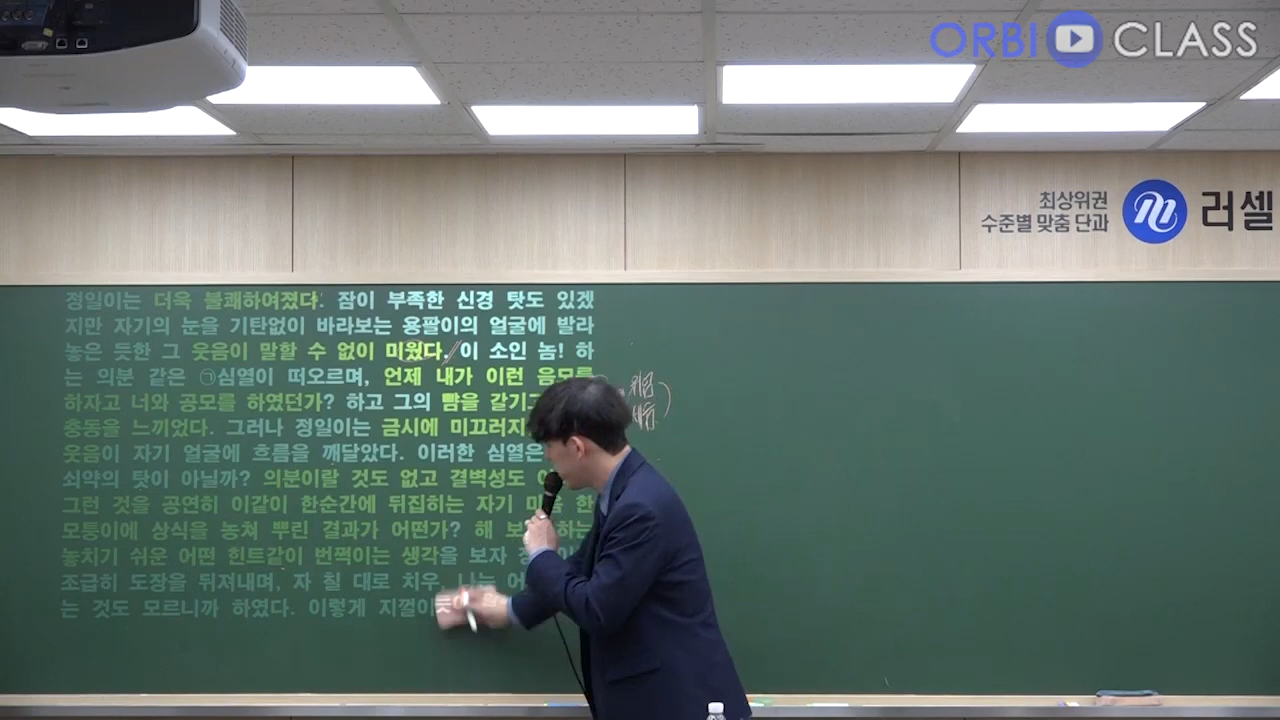 ORBI CLASS
최상위권
수준별 맞춤 단과
러셀
정일이는 더욱 불쾌하여졌다. 잠이 부족한 신경 탓도 있겠
지만 자기의 눈을 기탄없이 바라보는 용팔이의 얼굴에 발라
놓은 듯한 그 웃음이 말할 수 없이 미웠다. 이 소인 놈! 하
는 의분 같은 ㉠심열이 떠오르며, 언제 내가 이런 음모를
하자고 너와 공모를 하였던가? 하고 그의 뺨을 갈기고
충동을 느끼었다. 그러나 정일이는 금시에 미끄러지
웃음이 자기 얼굴에 흐름을 깨달았다. 이러한 심열은
쇠약의 탓이 아닐까? 의분이랄 것도 없고 결벽성도
그런 것을 공연히 이같이 한순간에 뒤집히는 자기 한
모퉁이에 상식을 놓쳐 뿌린 결과가 어떤가? 해 하는
놓치기 쉬운 어떤 힌트같이 번쩍이는 생각을 보자
조급히 도장을 뒤져내며, 자 칠 대로 치우, 나는
는 것도 모르니까 하였다. 이렇게 지껄이듯